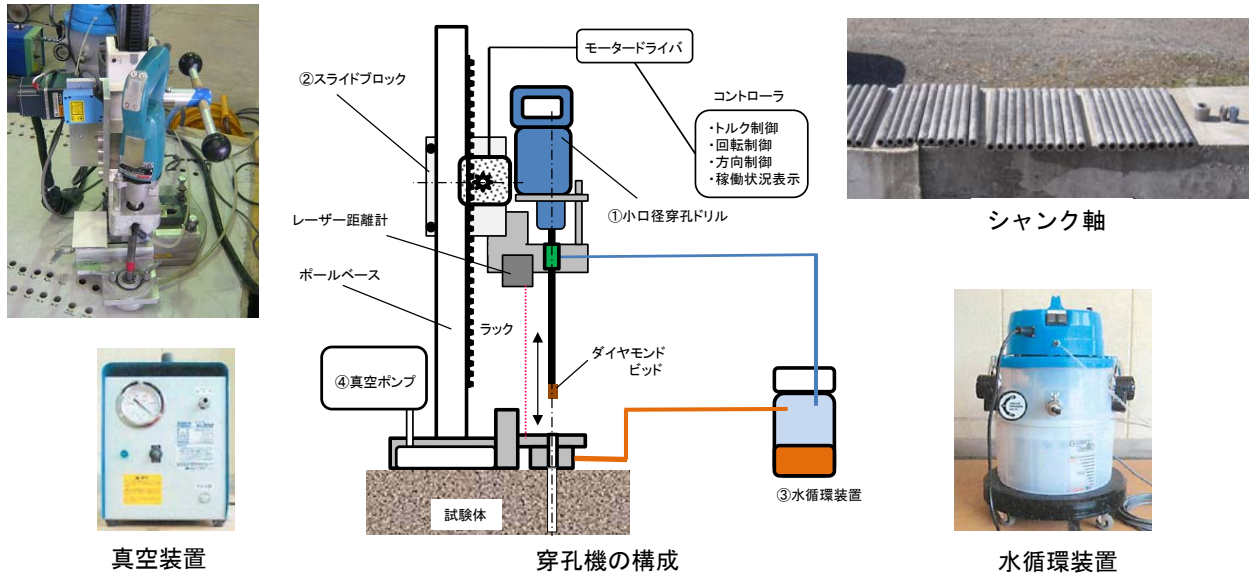 モータードライバ
②スライドブロック
コントローラ
・トルク制御
・回転制御
・方向制御
・稼働状況表示
①小口径穿孔ドリル
シャンク軸
レーザー距離計
ポールベース
ラック
ダイヤモンド
ビッド
④真空ポンプ
③水循環装置
試験体
真空装置
穿孔機の構成
水循環装置